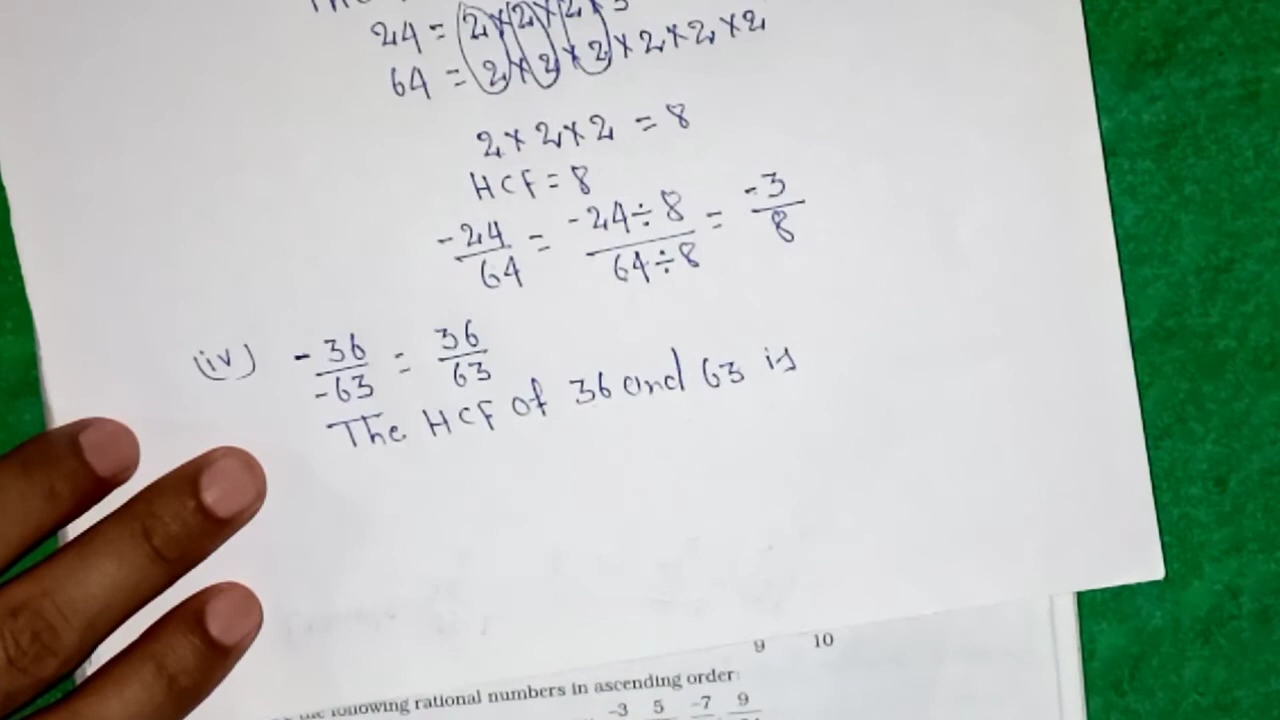 24 = 2×2×2×3
64 = 2×2×2×2×2×2
2×2×2 = 8
HCF = 8
-24/64 = -24÷8/64÷8 = -3/8
(iv) -36/-63 = 36/63
The HCF of 36 and 63 is
9 10
following rational numbers in ascending order:
-3 5 -7 9